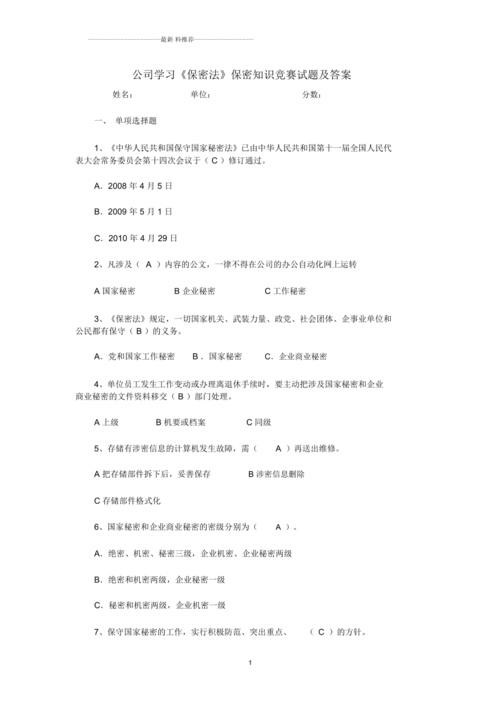 最新 料推荐
公司学习《保密法》保密知识竞赛试题及答案
姓名： 单位： 分数：
一、 单项选择题
1、《中华人民共和国保守国家秘密法》已由中华人民共和国第十一届全国人民代
表大会常务委员会第十四次会议于（ C ）修订通过。
A．2008 年 4 月 5 日
B．2009 年 5 月 1 日
C．2010 年 4 月 29 日
2、凡涉及（ A ）内容的公文，一律不得在公司的办公自动化网上运转
A 国家秘密 B 企业秘密 C 工作秘密
3、《保密法》规定，一切国家机关、武装力量、政党、社会团体、企事业单位和
公民都有保守（ B ）的义务。
A．党和国家工作秘密 B ．国家秘密 C．企业商业秘密
4、单位员工发生工作变动或办理离退休手续时，要主动把涉及国家秘密和企业
商业秘密的文件资料移交（ B ）部门处理。
A 上级 B 机要或档案 C 同级
5、存储有涉密信息的计算机发生故障，需（ A ）再送出维修。
A 把存储部件拆下后，妥善保存 B 涉密信息删除
C 存储部件格式化
6、国家秘密和企业商业秘密的密级分别为（ A ）。
A．绝密、机密、秘密三级，企业机密、企业秘密两级
B．绝密和机密两级，企业秘密一级
C．秘密和机密两级，企业机密一级
7、保守国家秘密的工作，实行积极防范、突出重点、 （ C ）的方针。
1